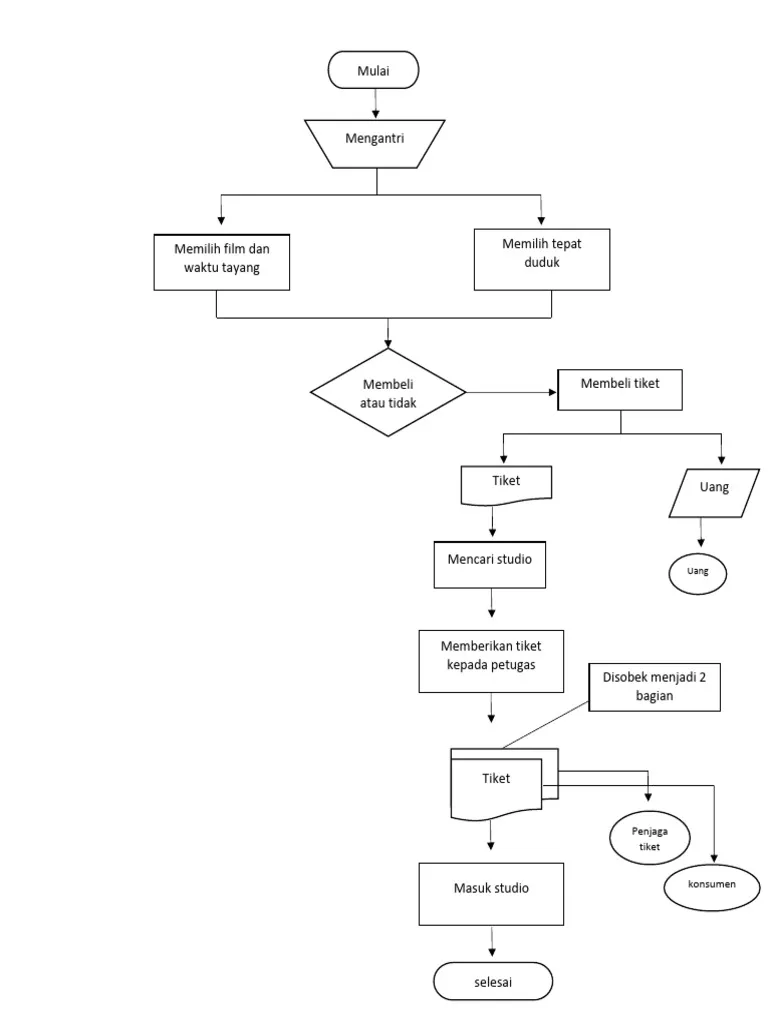 Mulai
Mengantri
Memilih film dan
waktu tayang
Memilih tepat
duduk
Membeli
atau tidak
Membeli tiket
Tiket
Uang
Uang
Mencari studio
Memberikan tiket
kepada petugas
Disobek menjadi 2
bagian
Tiket
Penjaga
tiket
konsumen
Masuk studio
selesai